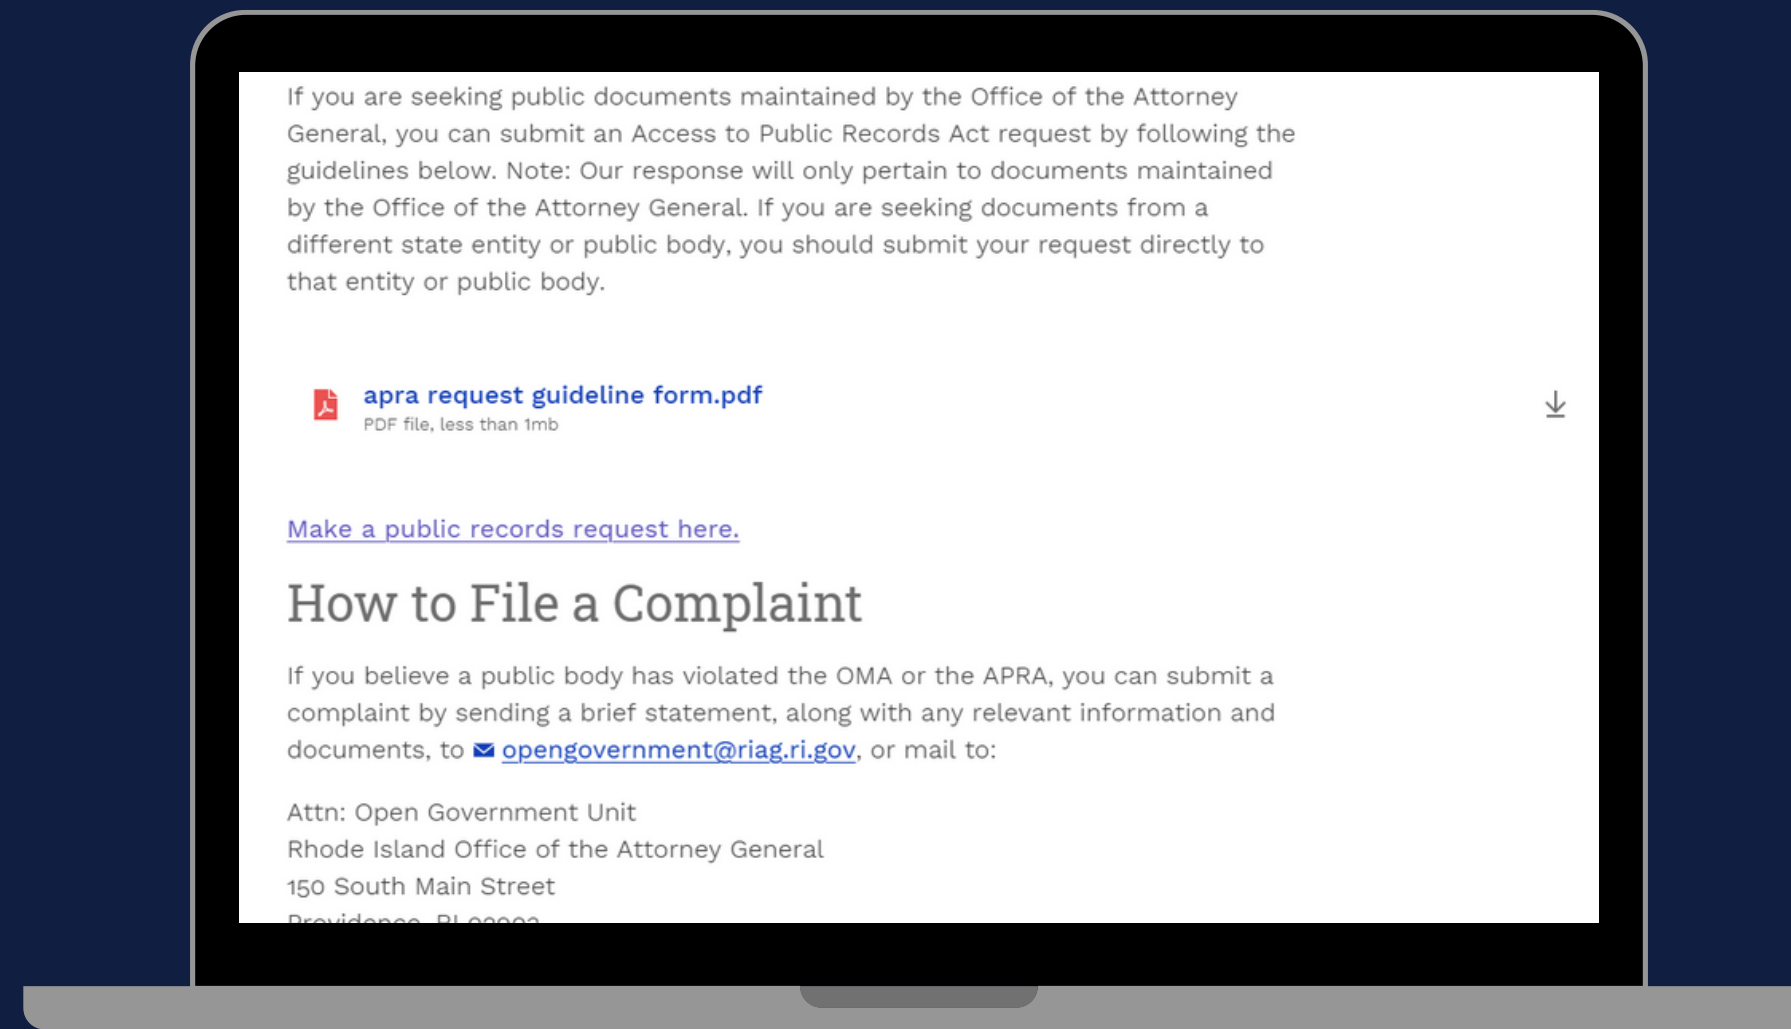 If you are seeking public documents maintained by the Office of the Attorney
General, you can submit an Access to Public Records Act request by following the
guidelines below. Note: Our response will only pertain to documents maintained
by the Office of the Attorney General. If you are seeking documents from a
different state entity or public body, you should submit your request directly to
that entity or public body.
apra request guideline form.pdf
PDF file, less than 1mb
Make a public records request here.
How to File a Complaint
If you believe a public body has violated the OMA or the APRA, you can submit a
complaint by sending a brief statement, along with any relevant information and
documents, to opengovernment@riag.ri.gov, or mail to:
Attn: Open Government Unit
Rhode Island Office of the Attorney General
150 South Main Street
Providence, RI